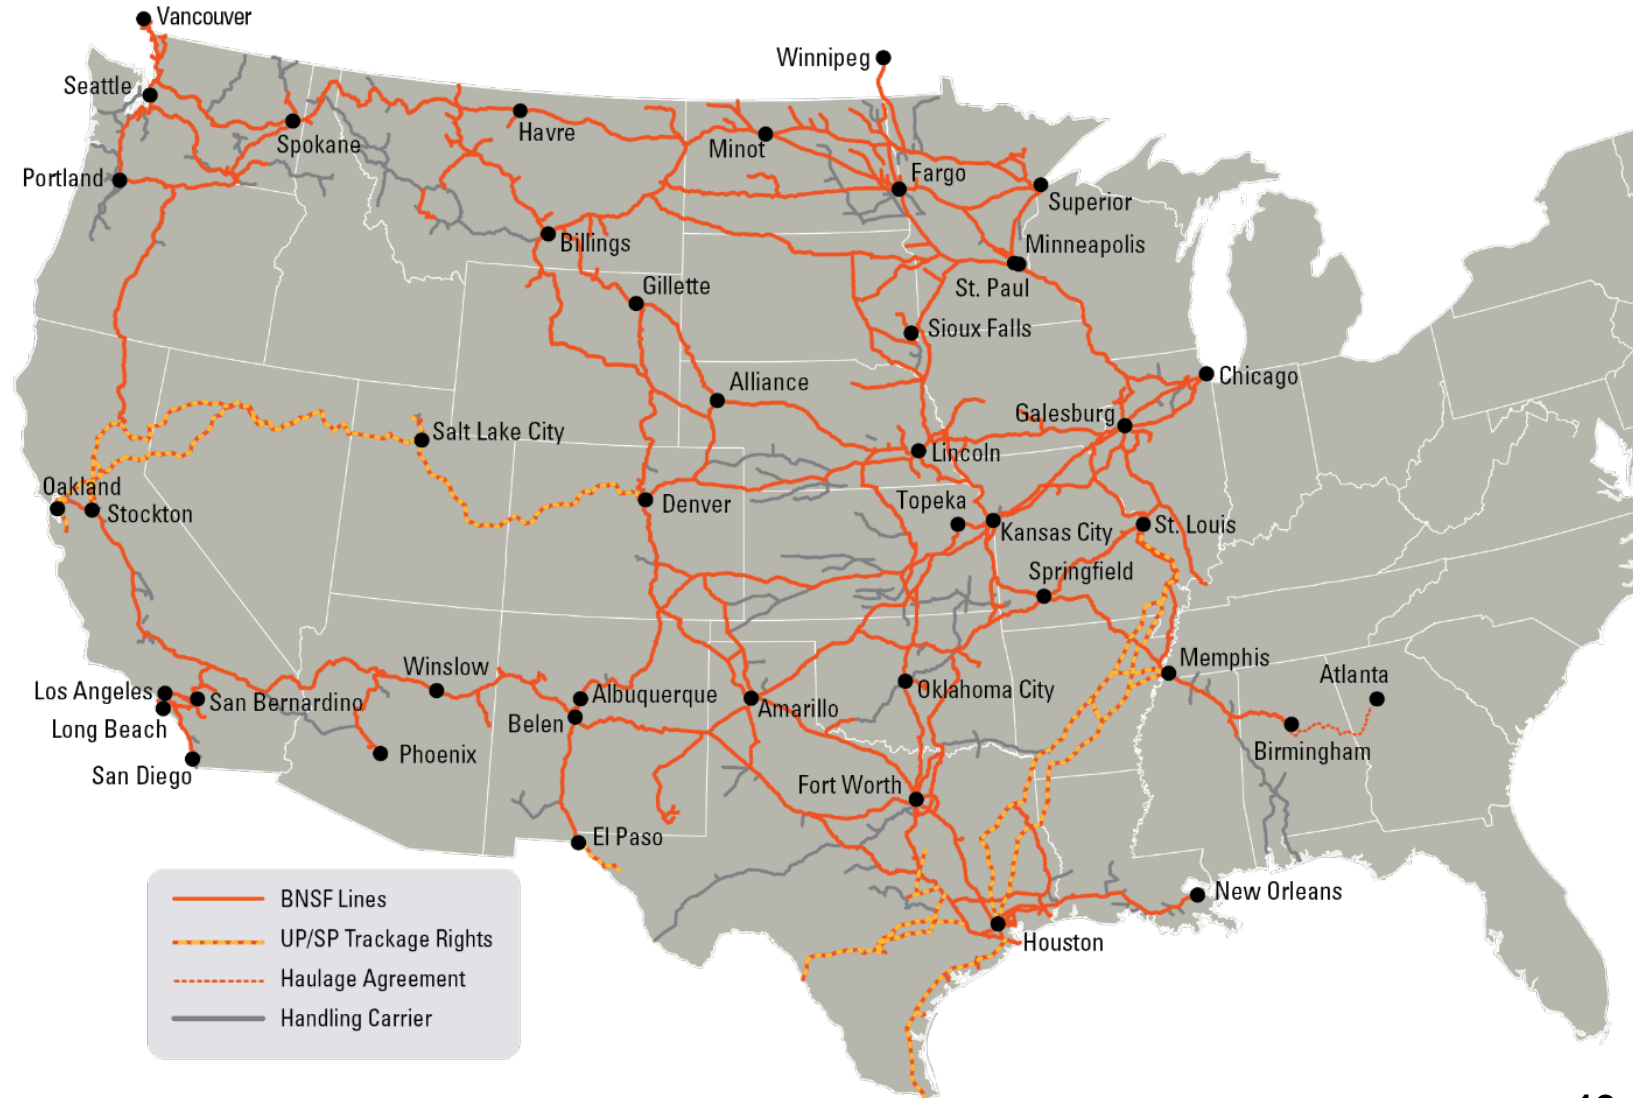 Vancouver
Winnipeg
Seattle
Havre
Spokane
Minot
Fargo
Portland
Superior
Billings
Minneapolis
Gillette
St. Paul
Sioux Falls
Alliance
Chicago
Galesburg
Salt Lake City
Lincoln
Oakland
Topeka
Denver
Stockton
Kansas City
St. Louis
Springfield
Winslow
Memphis
Atlanta
Los Angeles
San Bernardino
Albuquerque
Oklahoma City
Amarillo
Belen
Long Beach
Phoenix
Birmingham
San Diego
Fort Worth
El Paso
New Orleans
Houston
BNSF Lines
UP/SP Trackage Rights
Haulage Agreement
Handling Carrier